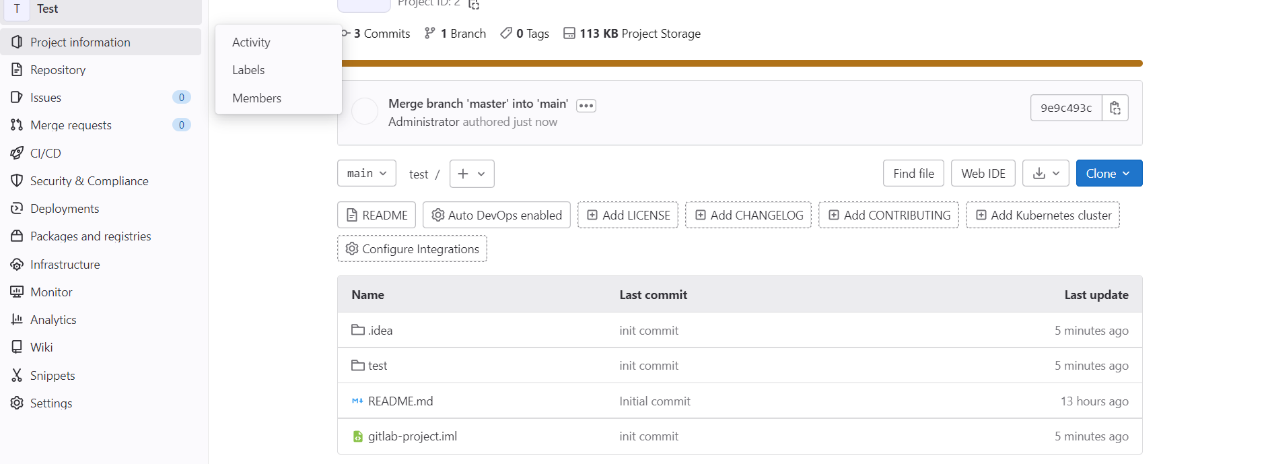 T Test
Project ID: 2
Project information
Repository
Issues 0
Merge requests 0
CI/CD
Security & Compliance
Deployments
Packages and registries
Infrastructure
Monitor
Analytics
Wiki
Snippets
Settings
Activity
Labels
Members
3 Commits 1 Branch 0 Tags 113 KB Project Storage
Merge branch 'master' into 'main'
Administrator authored just now
9e9c493c
main test / Find file Web IDE Clone
README Auto DevOps enabled Add LICENSE Add CHANGELOG Add CONTRIBUTING Add Kubernetes cluster
Configure Integrations
Name Last commit Last update
.idea init commit 5 minutes ago
test init commit 5 minutes ago
README.md Initial commit 13 hours ago
gitlab-project.iml init commit 5 minutes ago